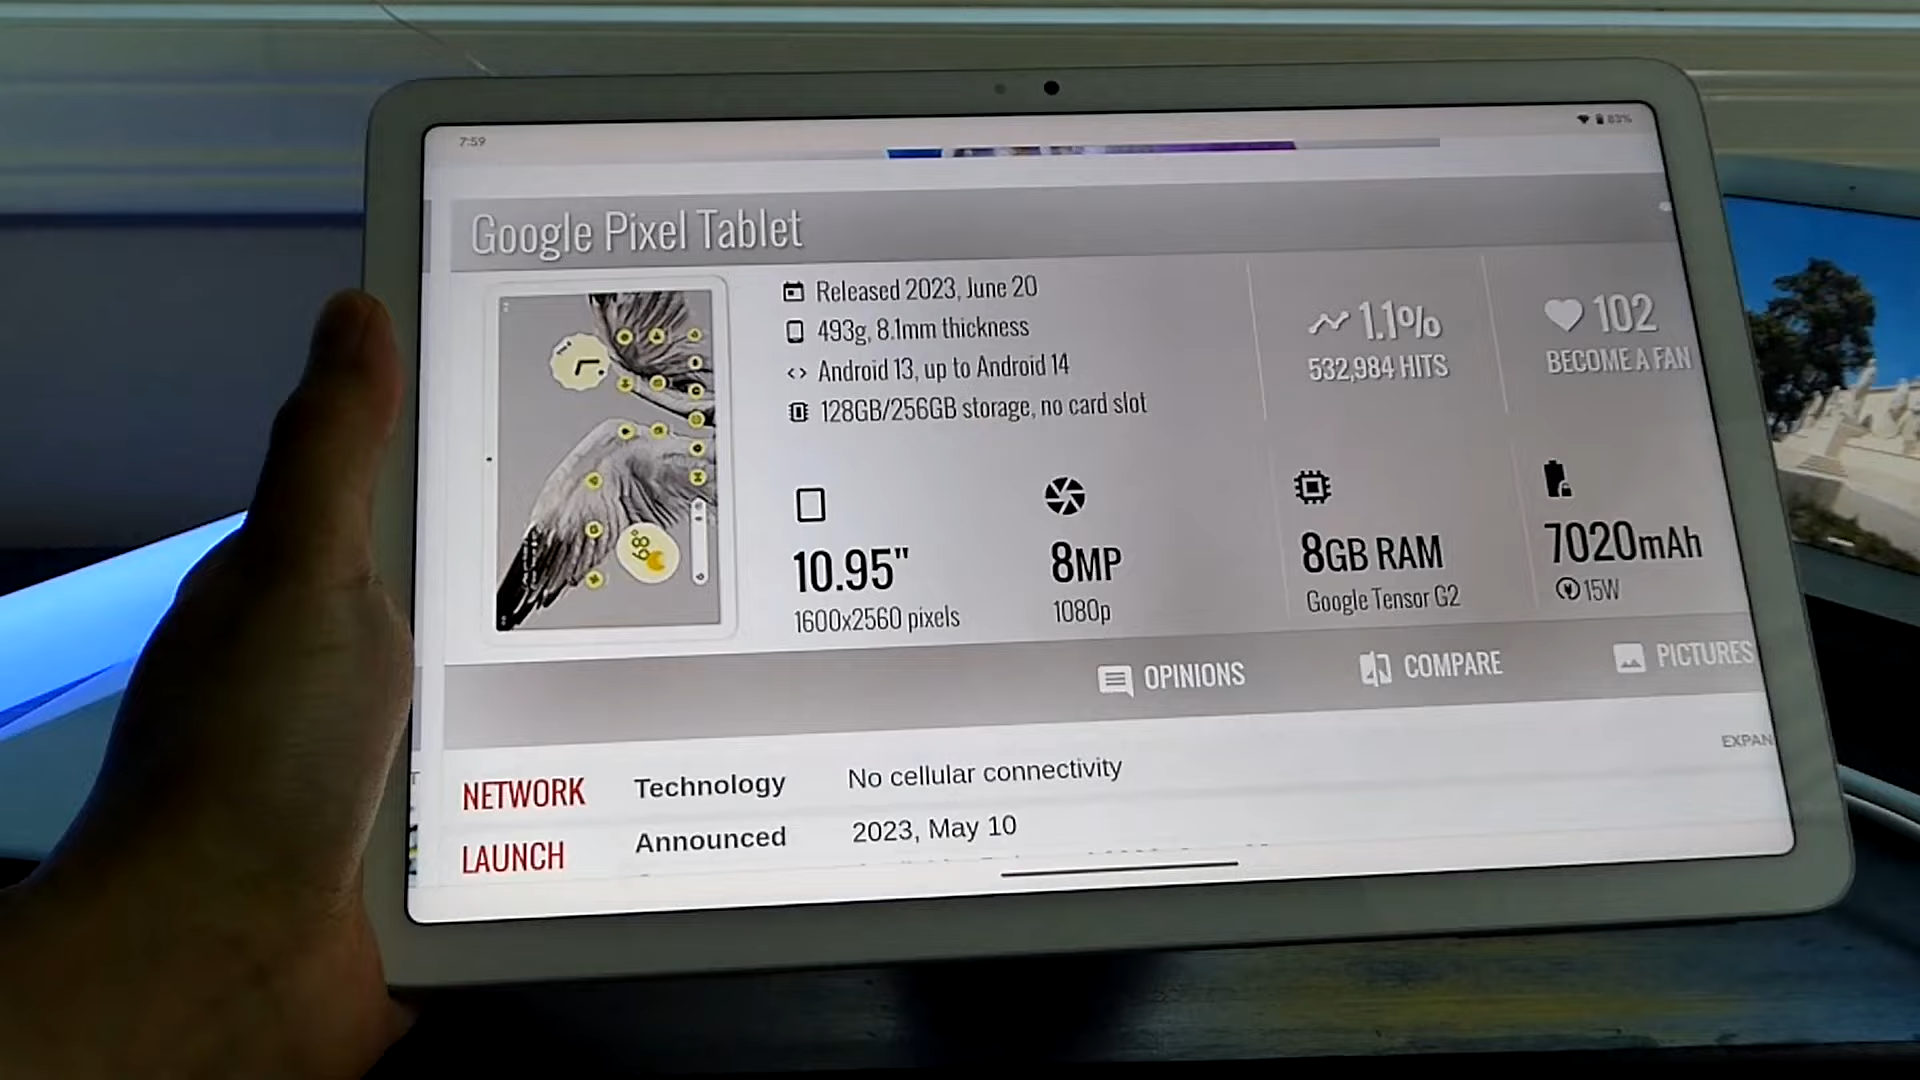 7:59
83%
Google Pixel Tablet
Released 2023, June 20
493g, 8.1mm thickness
Android 13, up to Android 14
128GB/256GB storage, no card slot
1.1%
532,984 HITS
102
BECOME A FAN
10.95"
1600x2560 pixels
8MP
1080p
8GB RAM
Google Tensor G2
7020mAh
15W
OPINIONS
COMPARE
PICTURES
EXPAN
NETWORK Technology No cellular connectivity
LAUNCH Announced 2023, May 10